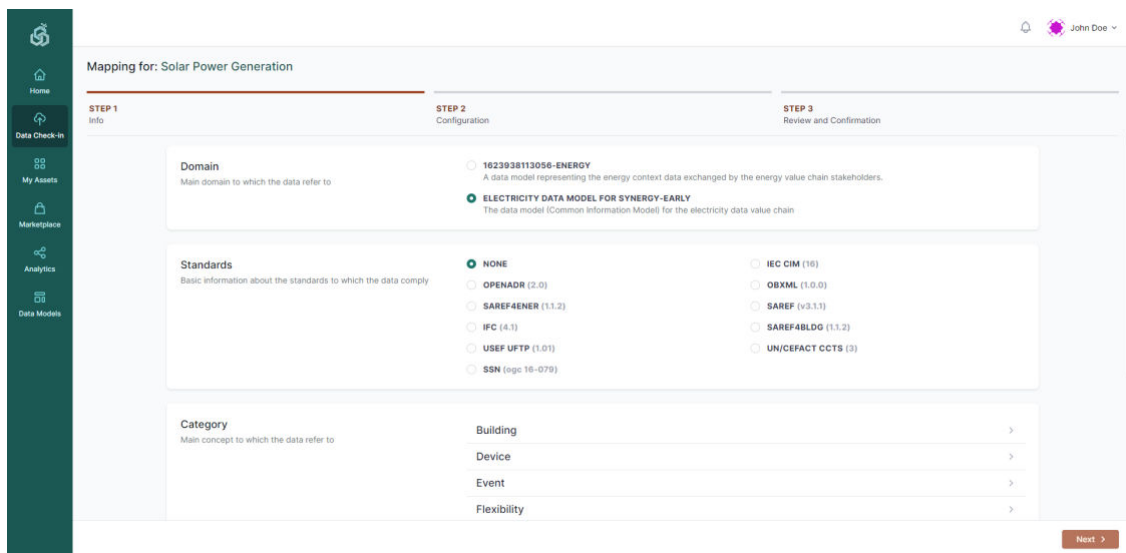 John Doe
Home
Data Check-in
My Assets
Marketplace
Analytics
Data Models
Mapping for: Solar Power Generation
STEP 1
Info
STEP 2
Configuration
STEP 3
Review and Confirmation
Domain
Main domain to which the data refer to
1623938113056-ENERGY
A data model representing the energy context data exchanged by the energy value chain stakeholders.
ELECTRICITY DATA MODEL FOR SYNERGY-EARLY
The data model (Common Information Model) for the electricity data value chain
Standards
Basic information about the standards to which the data comply
NONE
IEC CIM (16)
OPENADR (2.0)
OBXML (1.0.0)
SAREF4ENER (1.1.2)
SAREF (v3.1.1)
IFC (4.1)
SAREF4BLDG (1.1.2)
USEF UFTP (1.01)
UN/CEFACT CCTS (3)
SSN (ogc 16-079)
Category
Main concept to which the data refer to
Building
Device
Event
Flexibility
Next